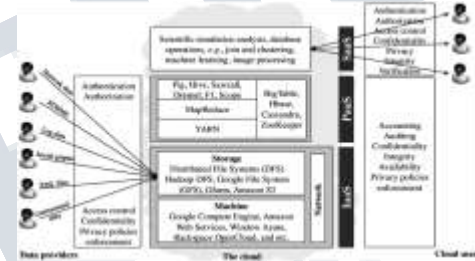 Scientific simulation analysis, database
operations, e.g., join and clustering,
machine learning, image processing
SaaS
Authentication
Authorization
Access control
Confidentiality
Privacy
Integrity
Verification
Authentication
Authorization
Pig, Hive,
MapReduce
YARN
BigTable,
Hbase,
Cassandra,
ZooKeeper
PaaS
Accounting
Auditing
Confidentiality
Integrity
Availability
Privacy policies
enforcement
Storage
Distributed File Systems (DFS)
Hadoop DFS, Google File System
(GFS), Amazon S3
Machine
Google Compute Engine, Amazon
Web Services, Window Azure,
Rackspace OpenCloud, and etc.
Network
IaaS
Access control
Confidentiality
Privacy policies
enforcement
Data providers
The cloud
Cloud